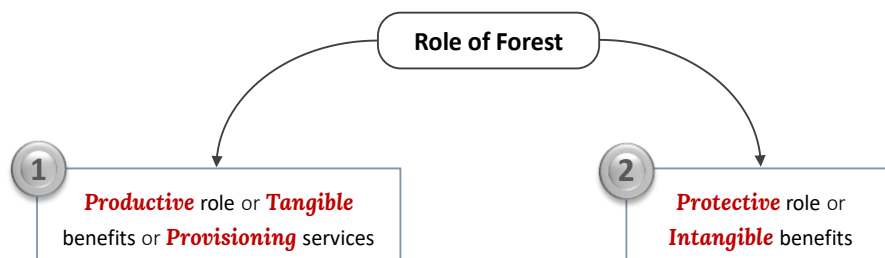 Role of Forest
1
Productive role or Tangible
benefits or Provisioning services
2
Protective role or
Intangible benefits